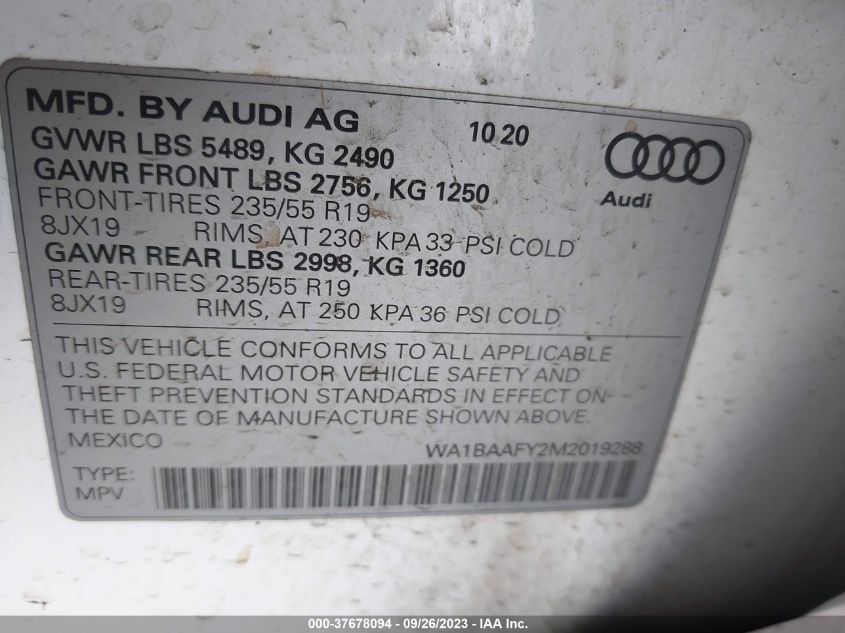 MFD. BY AUDI AG 10 20
GVWR LBS 5489, KG 2490
GAWR FRONT LBS 2756, KG 1250
Audi
FRONT-TIRES 235/55 R19
8JX19 RIMS, AT 230 KPA 33 PSI COLD
GAWR REAR LBS 2998, KG 1360
REAR-TIRES 235/55 R19
8JX19 RIMS, AT 250 KPA 36 PSI COLD
THIS VEHICLE CONFORMS TO ALL APPLICABLE
U.S. FEDERAL MOTOR VEHICLE SAFETY AND
THEFT PREVENTION STANDARDS IN EFFECT ON
THE DATE OF MANUFACTURE SHOWN ABOVE.
MEXICO WA1BAAFY2M2019288
TYPE:
MPV
000-37678094 - 09/26/2023 - IAA Inc.